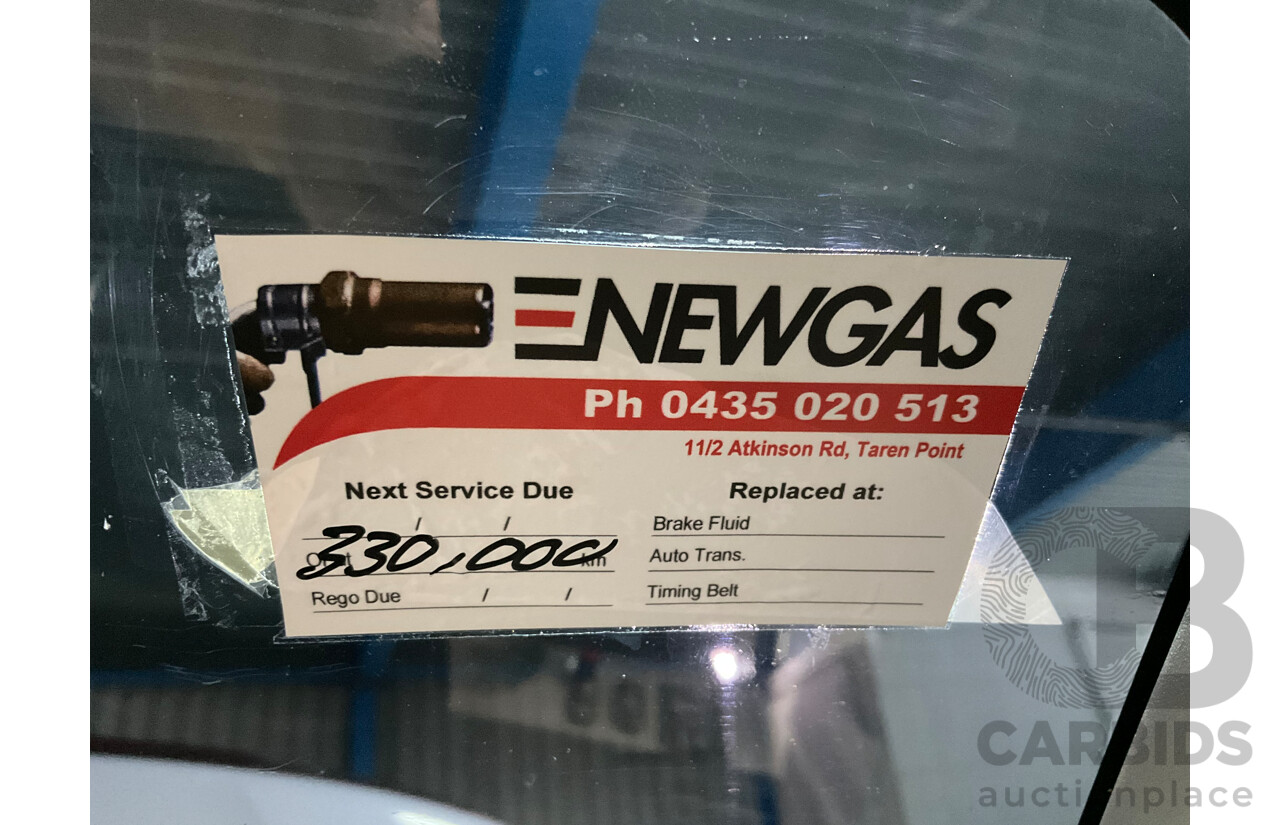 NEWGAS
Ph 0435 020 513
11/2 Atkinson Rd, Taren Point
Next Service Due
/ /
330,000 km
Rego Due / /
Replaced at:
Brake Fluid
Auto Trans.
Timing Belt
CB
CARBIDS
auctionplace